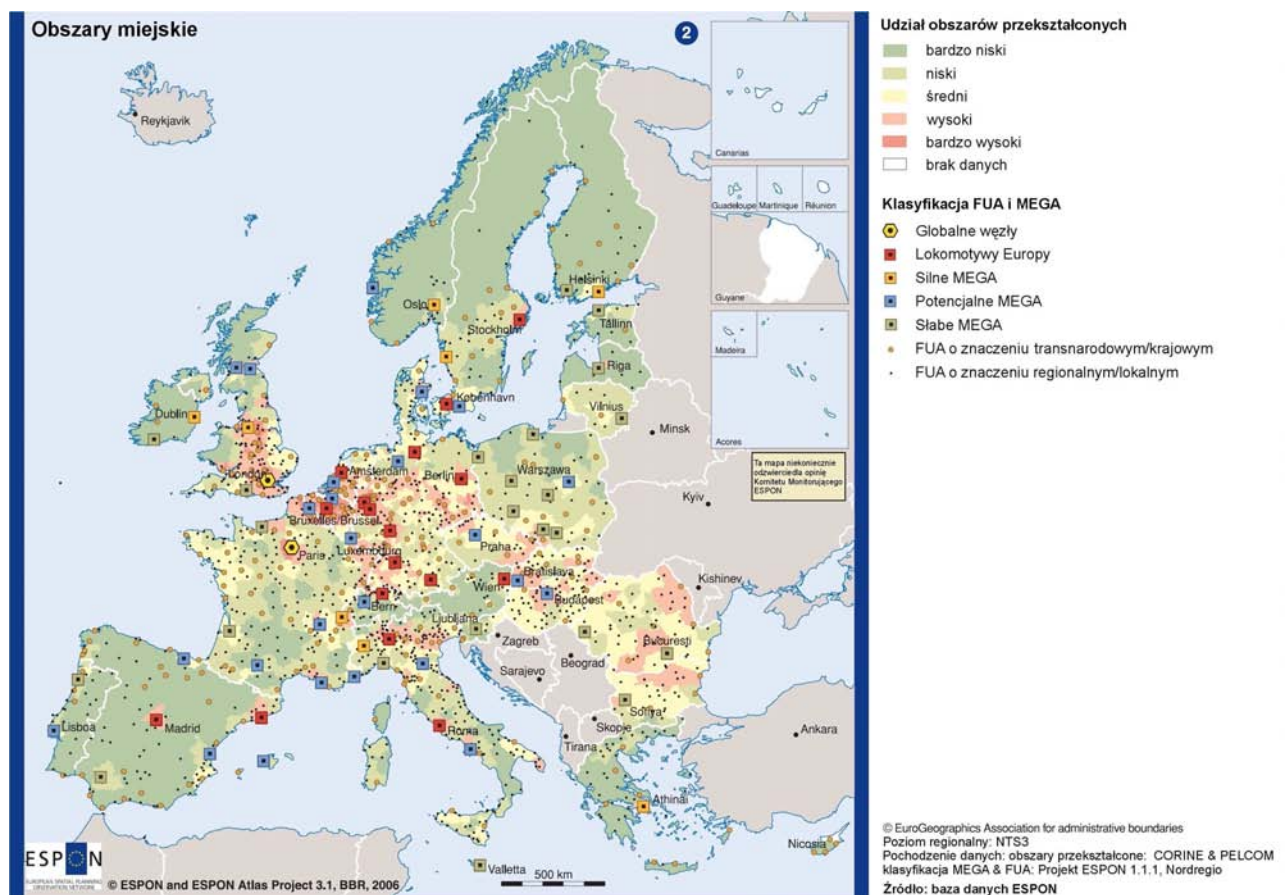 Obszary miejskie
2
Reykjavik
Canarias
Guadeloupe
Martinique
Réunion
Guyane
Madeira
Acores
Ta mapa niekoniecznie
odzwierciedla opinię
Komitetu Monitorującego
ESPON
Helsinki
Oslo
Stockholm
Tallinn
Riga
København
Vilnius
Dublin
Minsk
London
Amsterdam
Berlin
Warszawa
Kyiv
Bruxelles/Brussel
Paris
Luxembourg
Praha
Kishinev
Wien
Bratislava
Budapest
Bern
Ljubljana
Zagreb
Bucuresti
Beograd
Sarajevo
Sofiya
Skopje
Tirana
Ankara
Lisboa
Madrid
Roma
Athinai
Nicosia
Valletta
ESPON
EUROPEAN SPATIAL PLANNING
OBSERVATION NETWORK
© ESPON and ESPON Atlas Project 3.1, BBR, 2006
500 km
Udział obszarów przekształconych
bardzo niski
niski
średni
wysoki
bardzo wysoki
brak danych
Klasyfikacja FUA i MEGA
Globalne węzły
Lokomotywy Europy
Silne MEGA
Potencjalne MEGA
Słabe MEGA
FUA o znaczeniu transnarodowym/krajowym
FUA o znaczeniu regionalnym/lokalnym
© EuroGeographics Association for administrative boundaries
Poziom regionalny: NTS3
Pochodzenie danych: obszary przekształcone: CORINE & PELCOM
klasyfikacja MEGA & FUA: Projekt ESPON 1.1.1, Nordregio
Źródło: baza danych ESPON